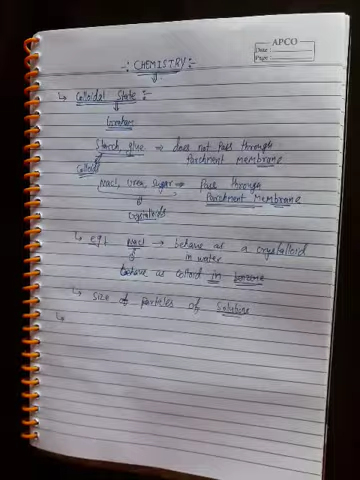 APCO
Date :
Page :
-: CHEMISTRY :-
↳ Colloidal State :-
Graham
Starch, glue ⇒ does not pass through
Parchment membrane
Colloid
NaCl, Urea, Sugar ⇒ Pass through
Parchment Membrane
Crystalloids
↳ eg. NaCl → behave as a crystalloid
in water
behave as colloid in benzene
↳ Size of particles of Solution
↳